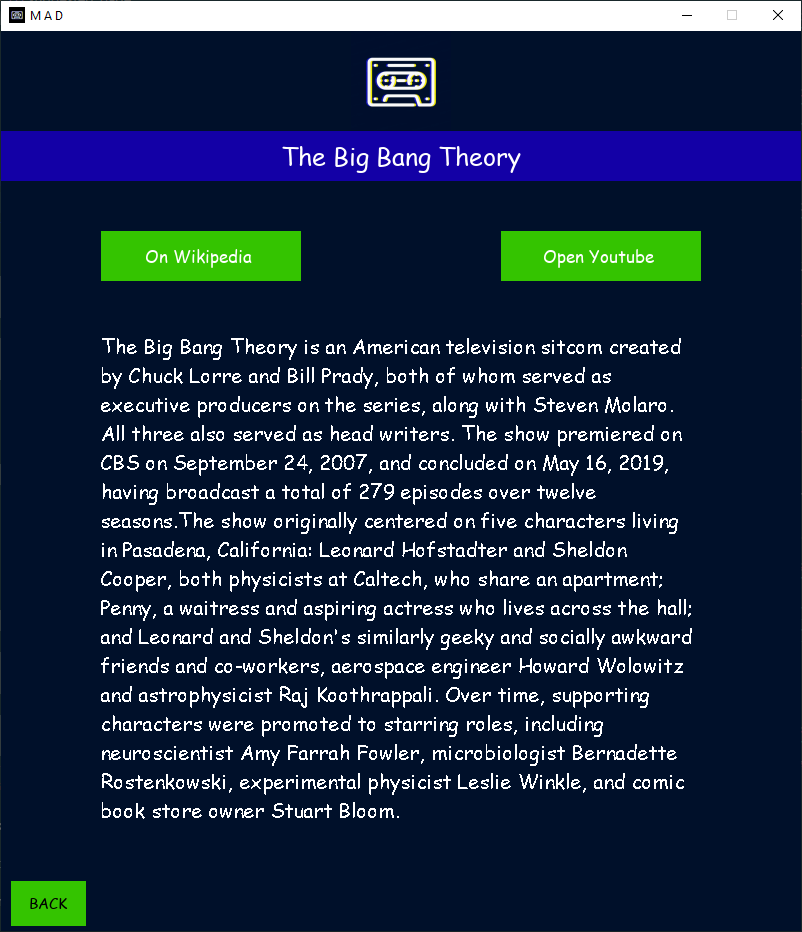 M A D
The Big Bang Theory
On Wikipedia
Open Youtube
The Big Bang Theory is an American television sitcom created
by Chuck Lorre and Bill Prady, both of whom served as
executive producers on the series, along with Steven Molaro.
All three also served as head writers. The show premiered on
CBS on September 24, 2007, and concluded on May 16, 2019,
having broadcast a total of 279 episodes over twelve
seasons.The show originally centered on five characters living
in Pasadena, California: Leonard Hofstadter and Sheldon
Cooper, both physicists at Caltech, who share an apartment;
Penny, a waitress and aspiring actress who lives across the hall;
and Leonard and Sheldon's similarly geeky and socially awkward
friends and co-workers, aerospace engineer Howard Wolowitz
and astrophysicist Raj Koothrappali. Over time, supporting
characters were promoted to starring roles, including
neuroscientist Amy Farrah Fowler, microbiologist Bernadette
Rostenkowski, experimental physicist Leslie Winkle, and comic
book store owner Stuart Bloom.
BACK